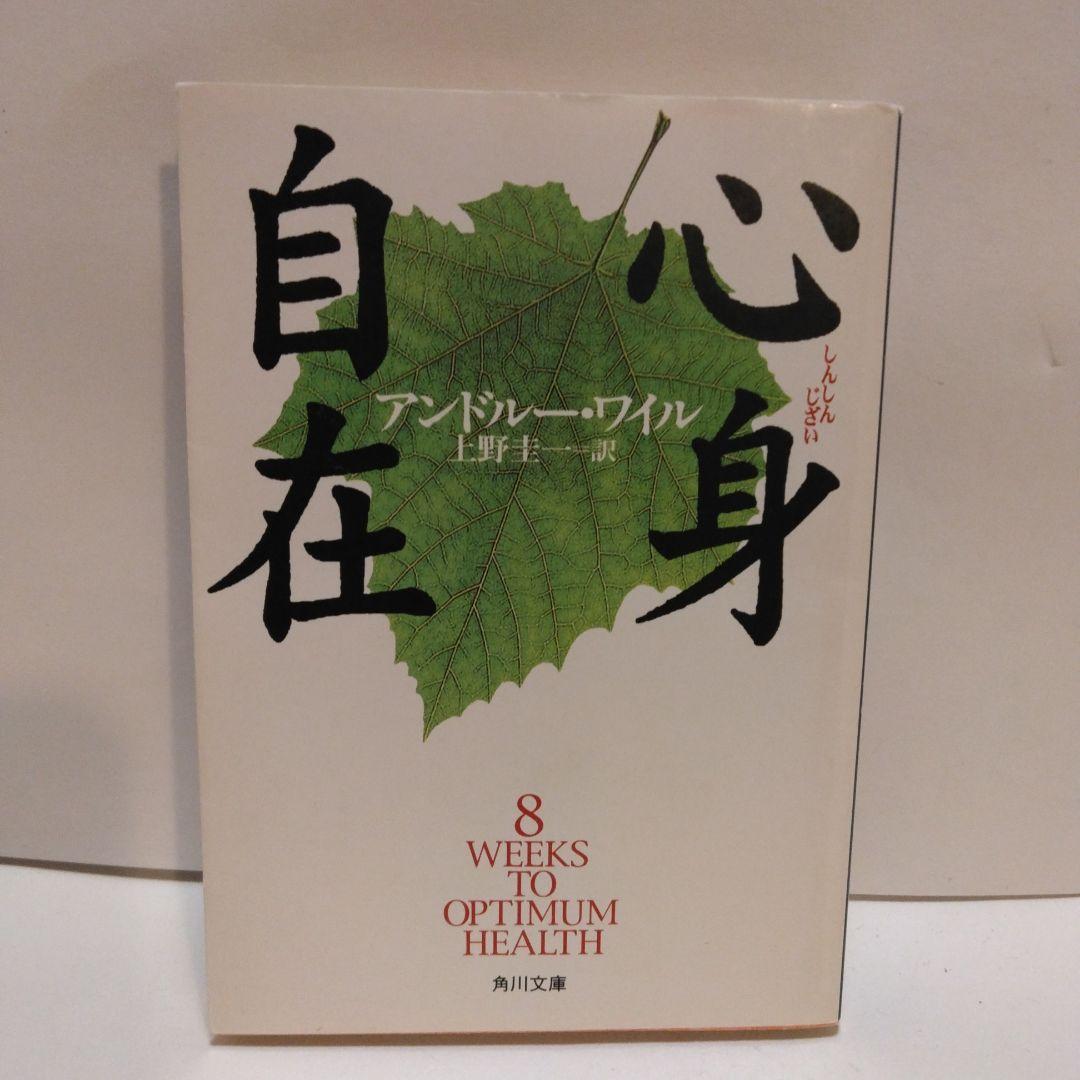 心身
自在
しんしん
じざい
アンドルー・ワイル
上野圭一=訳
8
WEEKS
TO
OPTIMUM
HEALTH
角川文庫